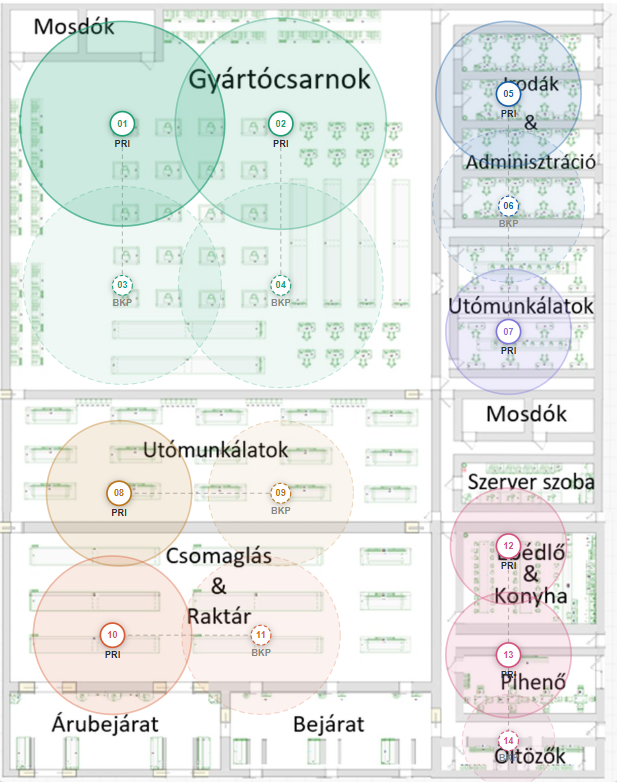 Mosdók
Gyártócsarnok
01
PRI
02
PRI
03
BKP
04
BKP
05
PRI
Irodák
&
Adminisztráció
06
BKP
Utómunkálatok
07
PRI
Mosdók
Szerver szoba
Utómunkálatok
08
PRI
09
BKP
Csomaglás
&
Raktár
10
PRI
11
BKP
12
PRI
Ebédlő
&
Konyha
13
PRI
Pihenő
14
BKP
Öltözők
Árubejárat
Bejárat